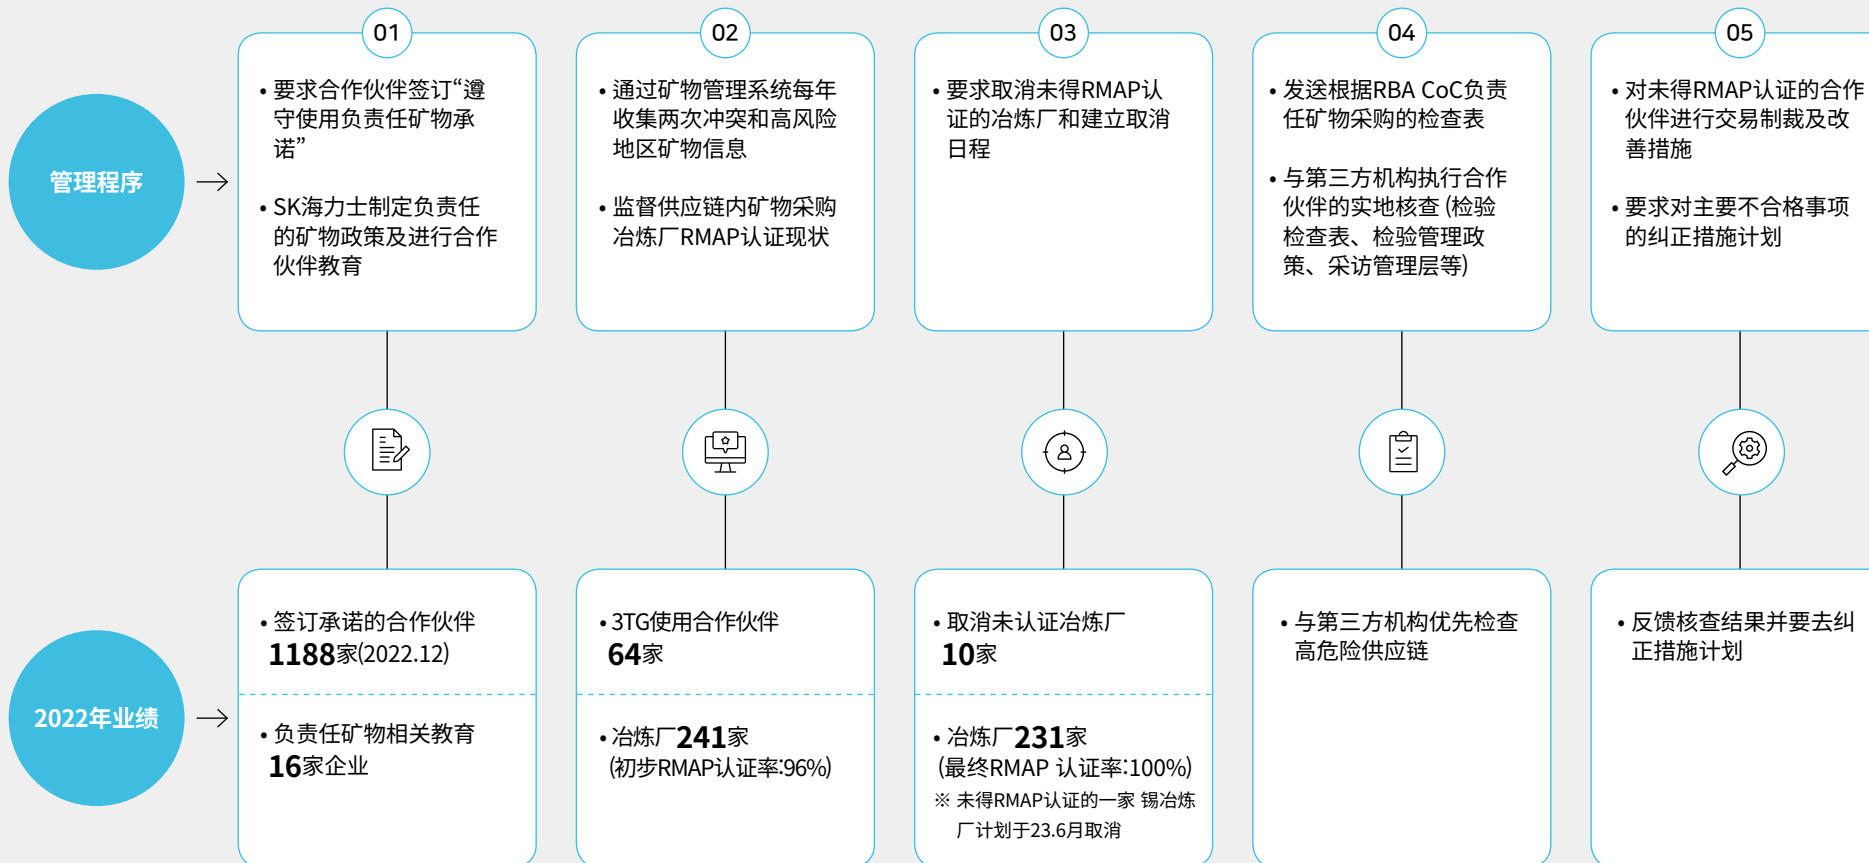 管理程序
01
• 要求合作伙伴签订“遵
守使用负责任矿物承
诺”
• SK海力士制定负责任
的矿物政策及进行合作
伙伴教育
02
• 通过矿物管理系统每年
收集两次冲突和高风险
地区矿物信息
• 监督供应链内矿物采购
冶炼厂RMAP认证现状
03
• 要求取消未得RMAP认
证的冶炼厂和建立取消
日程
04
• 发送根据RBA CoC负责
任矿物采购的检查表
• 与第三方机构执行合作
伙伴的实地核查 (检验
检查表、检验管理政
策、采访管理层等)
05
• 对未得RMAP认证的合作
伙伴进行交易制裁及改
善措施
• 要求对主要不合格事项
的纠正措施计划
2022年业绩
• 签订承诺的合作伙伴
1188家(2022.12)
• 负责任矿物相关教育
16家企业
• 3TG使用合作伙伴
64家
• 冶炼厂241家
(初步RMAP认证率:96%)
• 取消未认证冶炼厂
10家
• 冶炼厂231家
(最终RMAP 认证率:100%)
※ 未得RMAP认证的一家 锡冶炼
厂计划于23.6月取消
• 与第三方机构优先检查
高危险供应链
• 反馈核查结果并要去纠
正措施计划